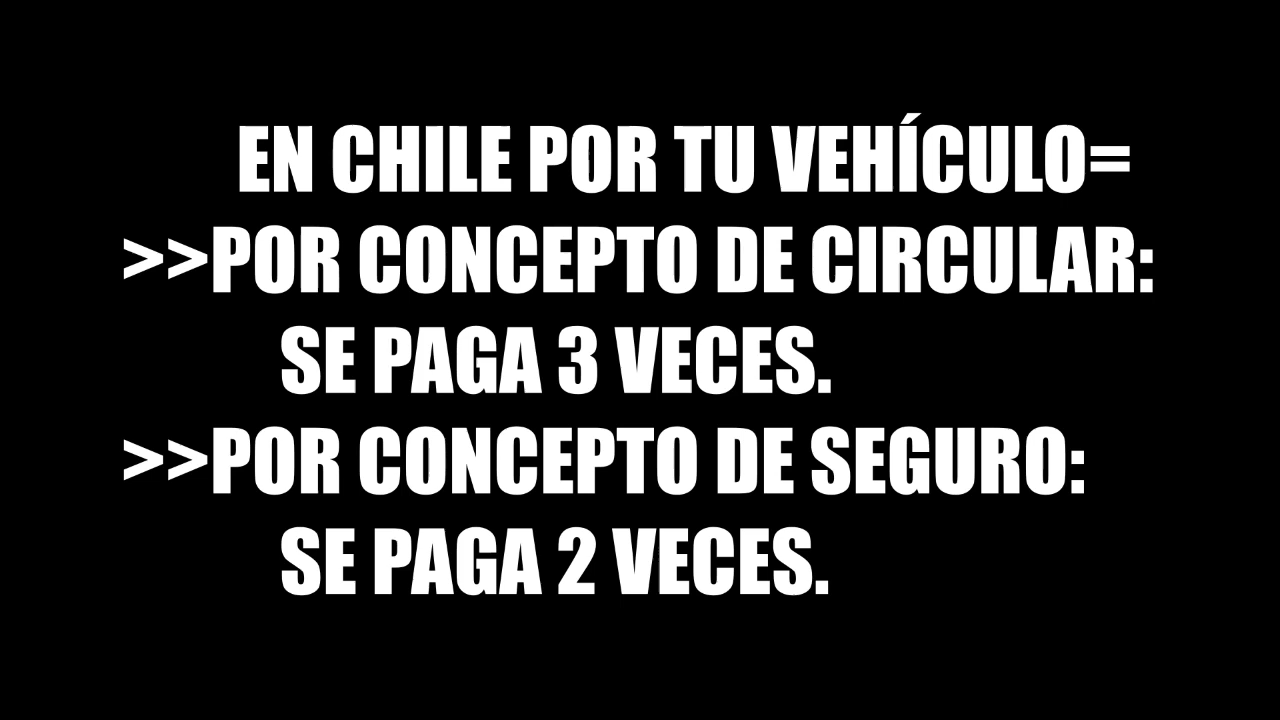 EN CHILE POR TU VEHÍCULO=
>>POR CONCEPTO DE CIRCULAR:
SE PAGA 3 VECES.
>>POR CONCEPTO DE SEGURO:
SE PAGA 2 VECES.